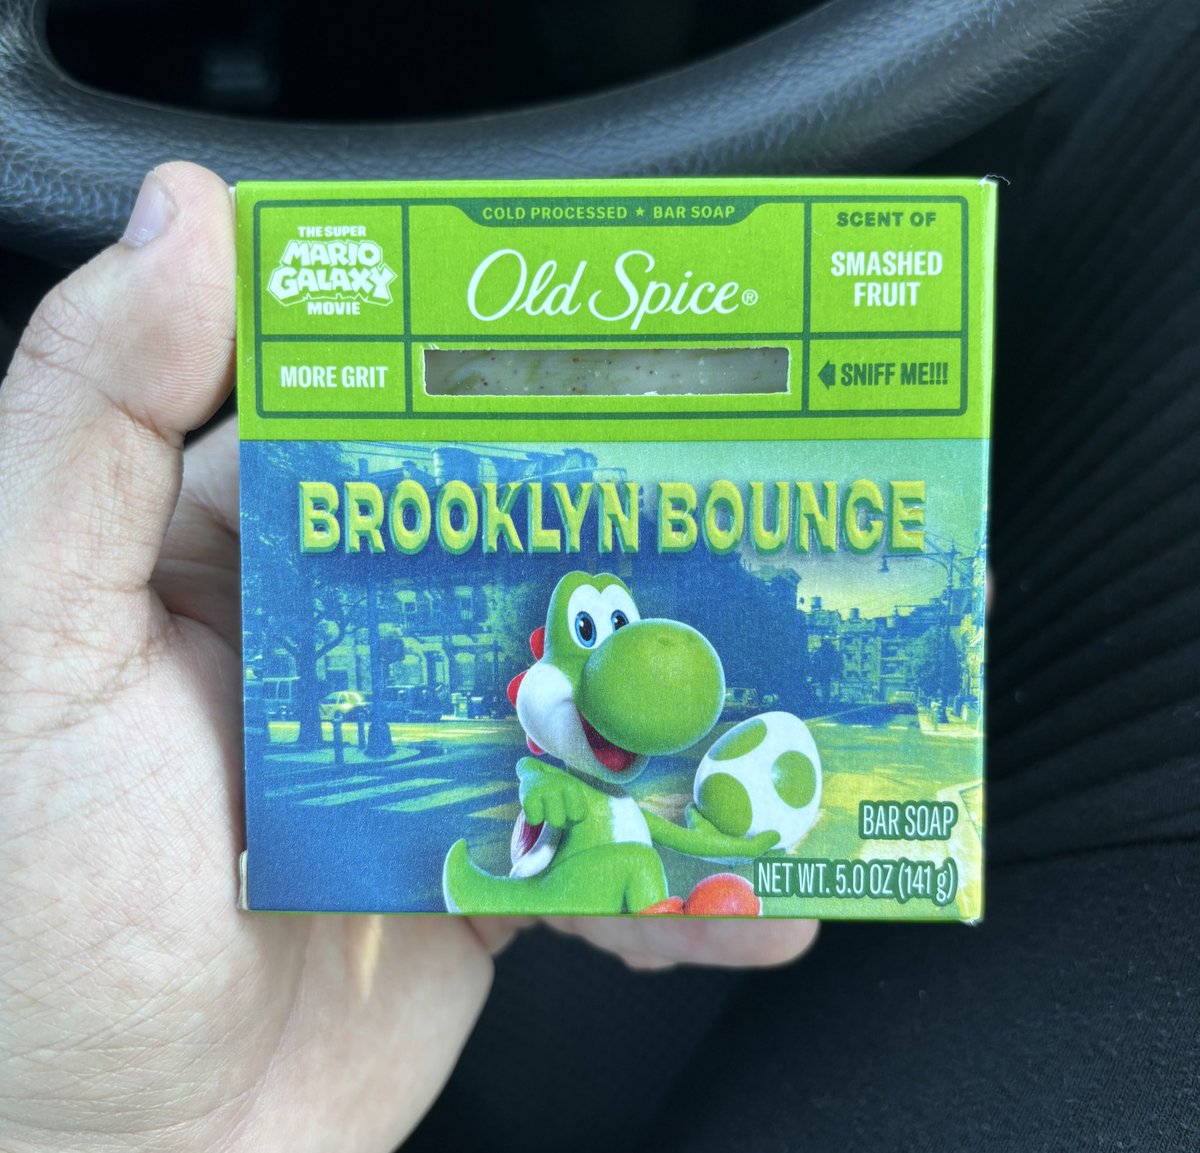 COLD PROCESSED ★ BAR SOAP
THE SUPER
MARIO
GALAXY
MOVIE
Old Spice®
SCENT OF
SMASHED
FRUIT
MORE GRIT
SNIFF ME!!!
BROOKLYN BOUNCE
BAR SOAP
NET WT. 5.0 OZ (141 g)